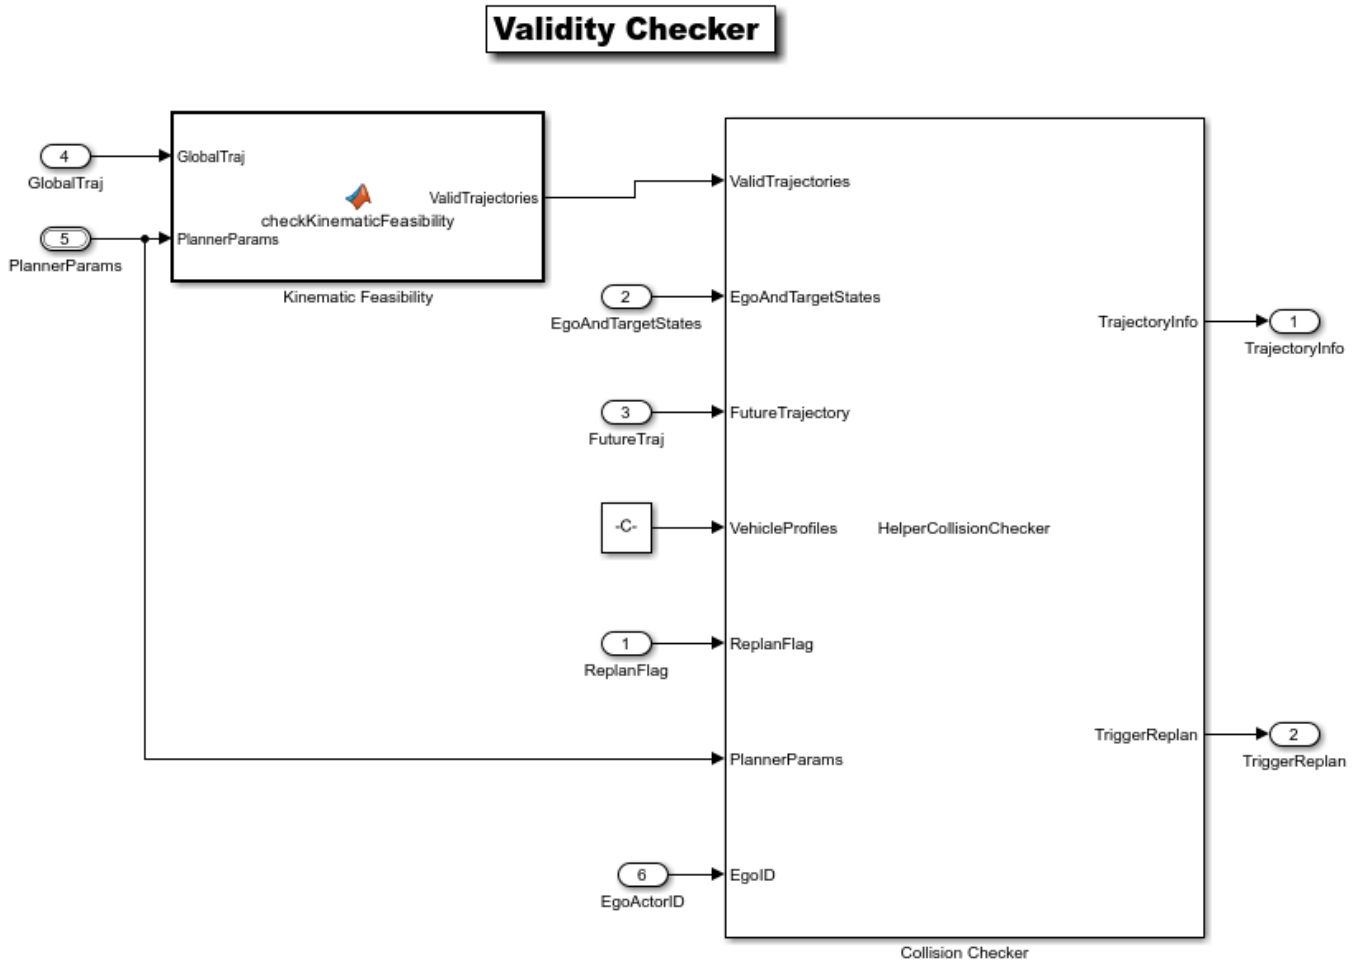 Validity Checker
4
GlobalTraj
5
PlannerParams
GlobalTraj
ValidTrajectories
checkKinematicFeasibility
PlannerParams
Kinematic Feasibility
2
EgoAndTargetStates
3
FutureTraj
-C-
1
ReplanFlag
6
EgoActorID
ValidTrajectories
EgoAndTargetStates
FutureTrajectory
VehicleProfiles
HelperCollisionChecker
ReplanFlag
PlannerParams
EgoID
TrajectoryInfo
TriggerReplan
Collision Checker
1
TrajectoryInfo
2
TriggerReplan